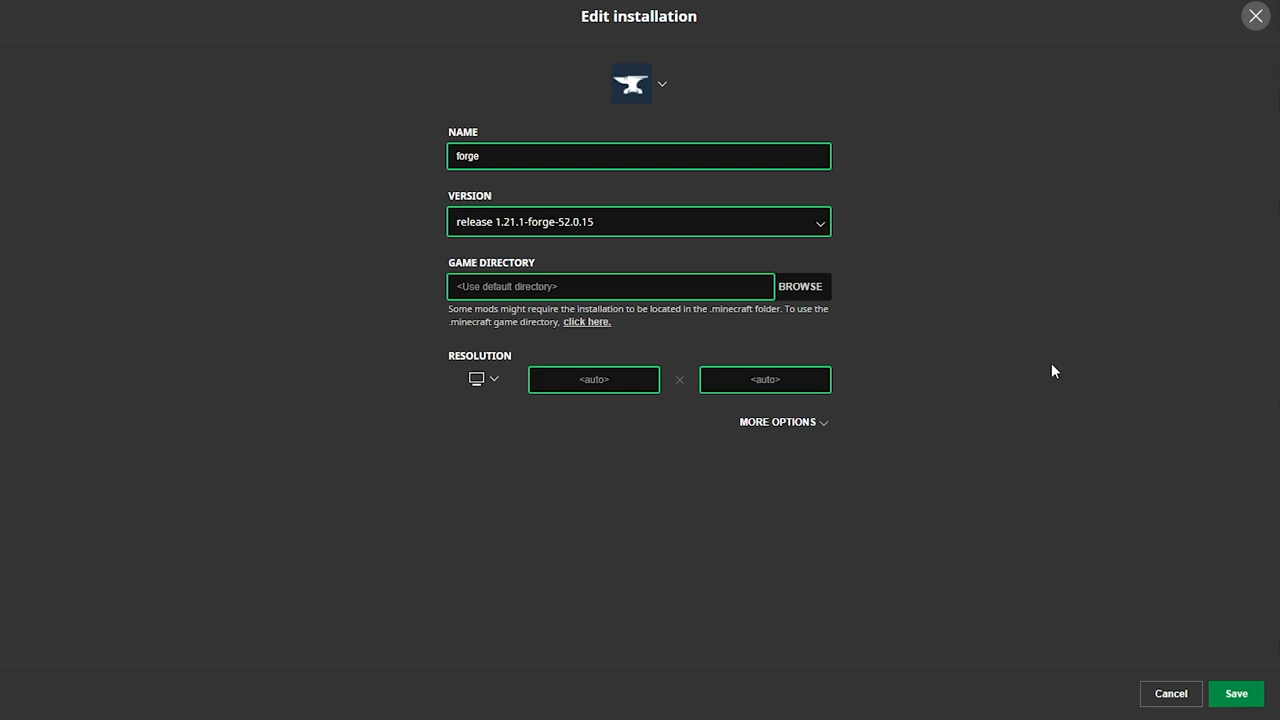 Edit installation
NAME
forge
VERSION
release 1.21.1-forge-52.0.15
GAME DIRECTORY
<Use default directory>
BROWSE
Some mods might require the installation to be located in the .minecraft folder. To use the
.minecraft game directory, click here.
RESOLUTION
<auto>
<auto>
MORE OPTIONS
Cancel
Save